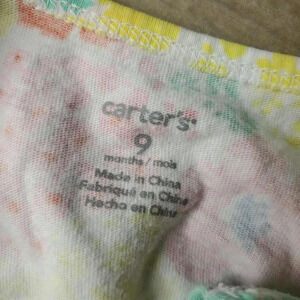 carter's®
9
months / mois
Made in China
Fabriqué en Chine
Hecho en China